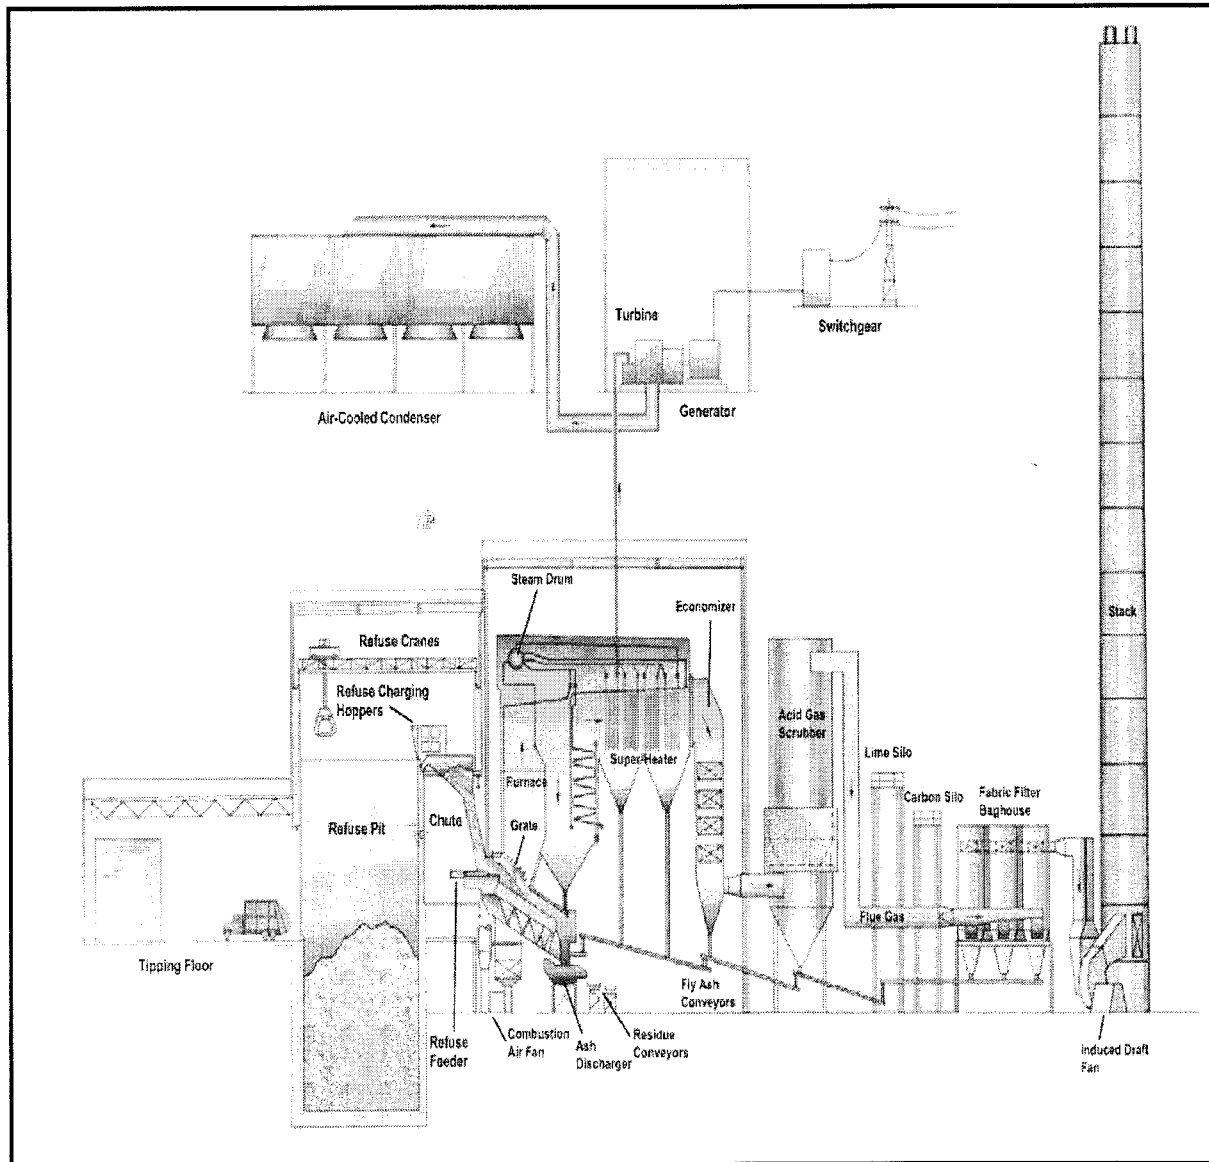 Turbine
Switchgear
Air-Cooled Condenser
Generator
Steam Drum
Economizer
Stack
Refuse Cranes
Refuse Charging
Hoppers
Acid Gas
Scrubber
Super/Heater
Lime Silo
Furnace
Carbon Silo
Fabric Filter
Baghouse
Refuse Pit
Chute
Grate
Flue Gas
Tipping Floor
Fly Ash
Conveyors
Refuse
Feeder
Combustion
Air Fan
Ash
Discharger
Residue
Conveyors
Induced Draft
Fan